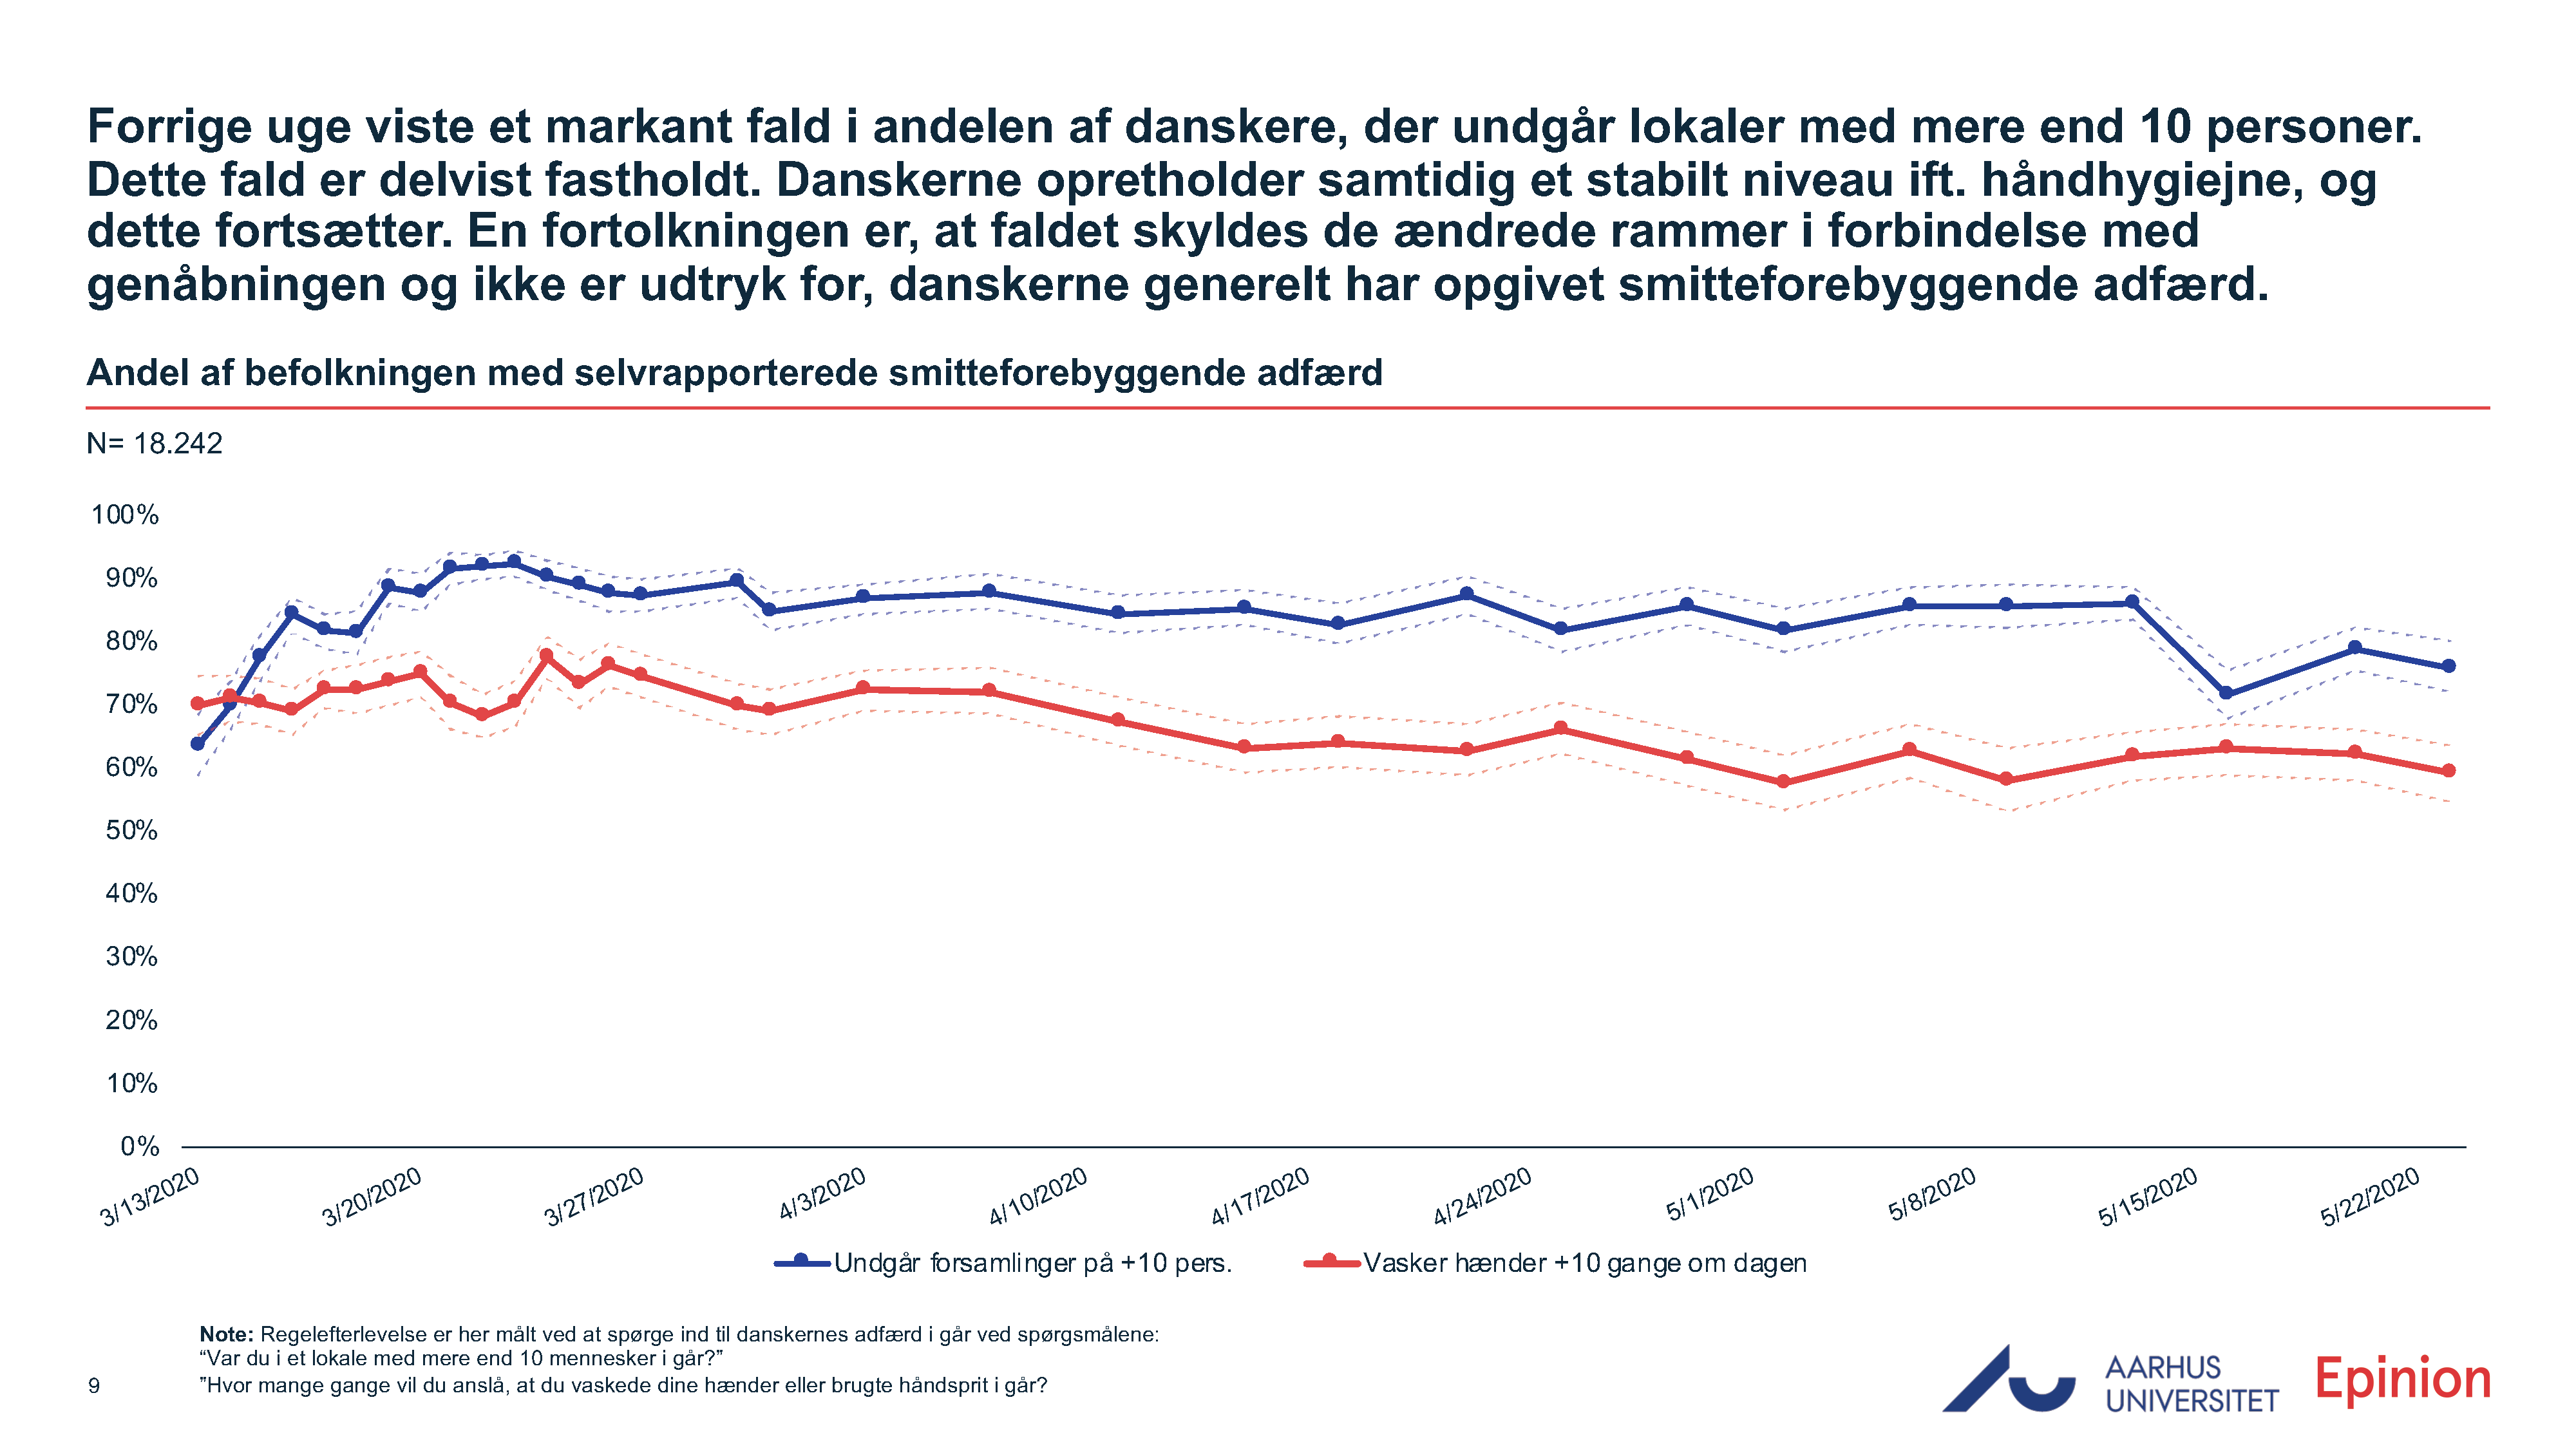 Forrige uge viste et markant fald i andelen af danskere, der undgår lokaler med mere end 10 personer.
Dette fald er delvist fastholdt. Danskerne opretholder samtidig et stabilt niveau ift. håndhygiejne, og
dette fortsætter. En fortolkningen er, at faldet skyldes de ændrede rammer i forbindelse med
genåbningen og ikke er udtryk for, danskerne generelt har opgivet smitteforebyggende adfærd.
Andel af befolkningen med selvrapporterede smitteforebyggende adfærd
N= 18.242
100%
90%
80%
70%
60%
50%
40%
30%
20%
10%
0%
3/13/2020 3/20/2020 3/27/2020 4/3/2020 4/10/2020 4/17/2020 4/24/2020 5/1/2020 5/8/2020 5/15/2020 5/22/2020
Undgår forsamlinger på +10 pers. Vasker hænder +10 gange om dagen
Note: Regelefterlevelse er her målt ved at spørge ind til danskernes adfærd i går ved spørgsmålene:
“Var du i et lokale med mere end 10 mennesker i går?”
”Hvor mange gange vil du anslå, at du vaskede dine hænder eller brugte håndsprit i går?
9
AARHUS
UNIVERSITET
Epinion